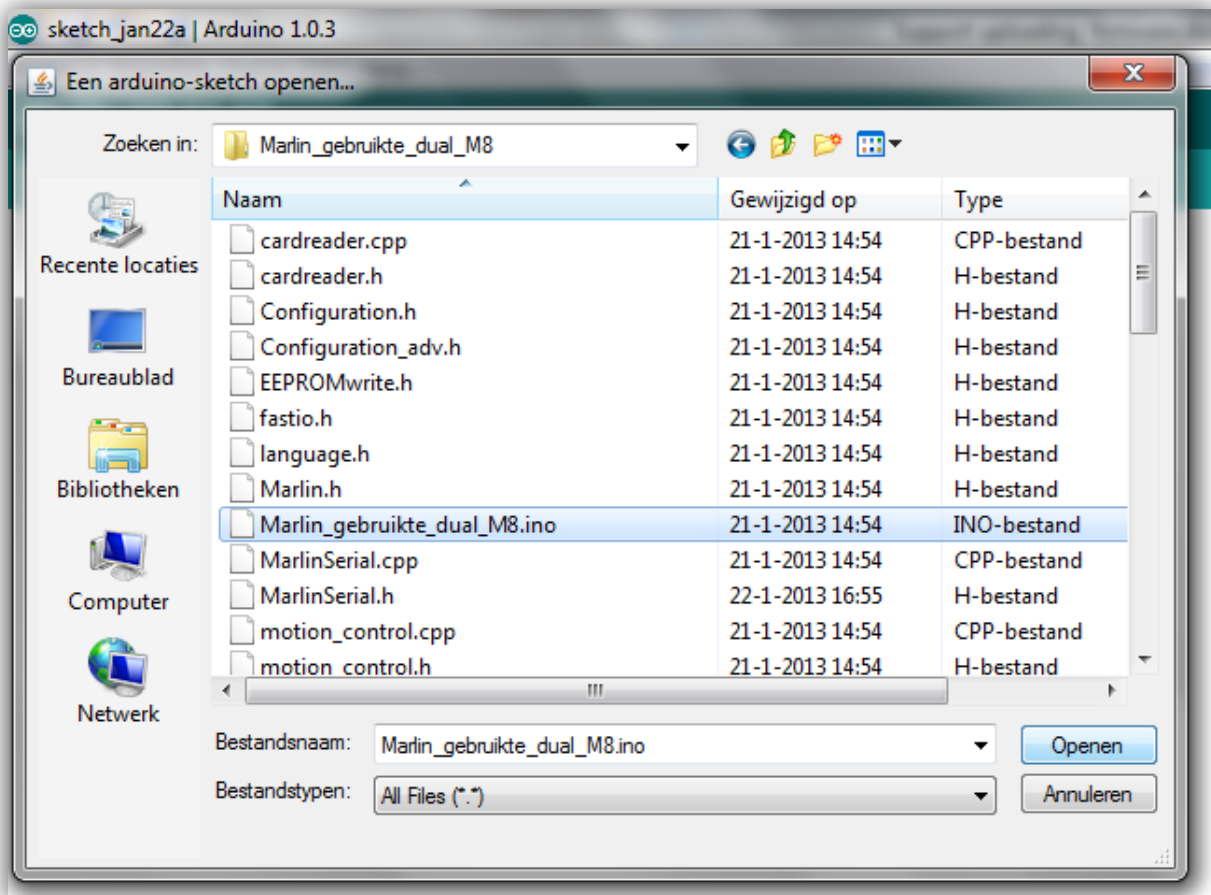 sketch_jan22a | Arduino 1.0.3
Een arduino-sketch openen...
Zoeken in: Marlin_gebruikte_dual_M8
Naam Gewijzigd op Type
cardreader.cpp 21-1-2013 14:54 CPP-bestand
cardreader.h 21-1-2013 14:54 H-bestand
Configuration.h 21-1-2013 14:54 H-bestand
Configuration_adv.h 21-1-2013 14:54 H-bestand
EEPROMwrite.h 21-1-2013 14:54 H-bestand
fastio.h 21-1-2013 14:54 H-bestand
language.h 21-1-2013 14:54 H-bestand
Marlin.h 21-1-2013 14:54 H-bestand
Marlin_gebruikte_dual_M8.ino 21-1-2013 14:54 INO-bestand
MarlinSerial.cpp 21-1-2013 14:54 CPP-bestand
MarlinSerial.h 22-1-2013 16:55 H-bestand
motion_control.cpp 21-1-2013 14:54 CPP-bestand
motion_control.h 21-1-2013 14:54 H-bestand
Recente locaties
Bureaublad
Bibliotheken
Computer
Netwerk
Bestandsnaam: Marlin_gebruikte_dual_M8.ino Openen
Bestandstypen: All Files (*.*) Annuleren